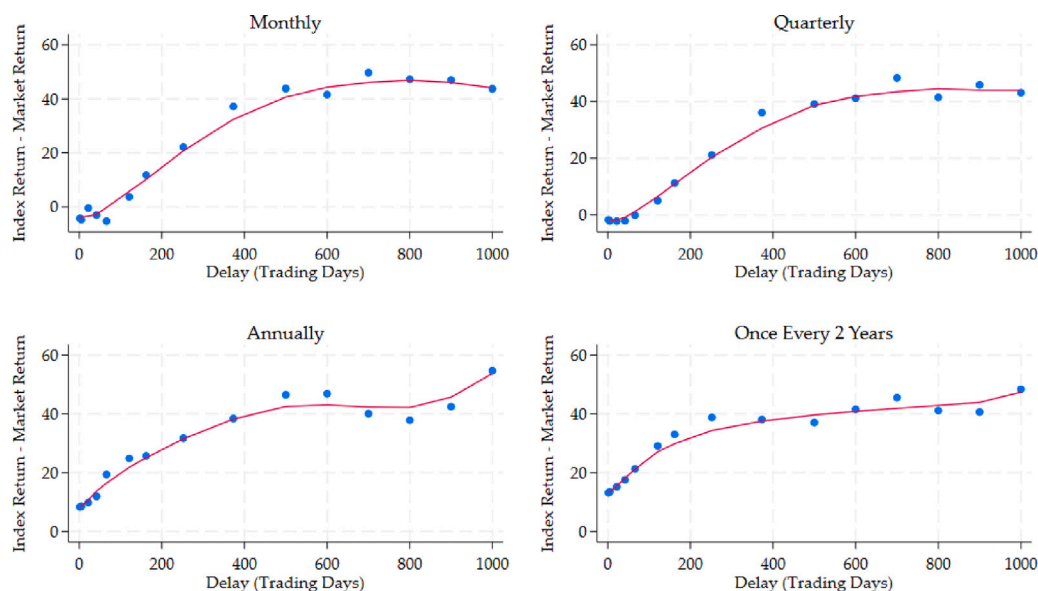 Monthly
Index Return - Market Return
60
40
20
0
0 200 400 600 800 1000
Delay (Trading Days)
Quarterly
Index Return - Market Return
60
40
20
0
0 200 400 600 800 1000
Delay (Trading Days)
Annually
Index Return - Market Return
60
40
20
0
0 200 400 600 800 1000
Delay (Trading Days)
Once Every 2 Years
Index Return - Market Return
60
40
20
0
0 200 400 600 800 1000
Delay (Trading Days)